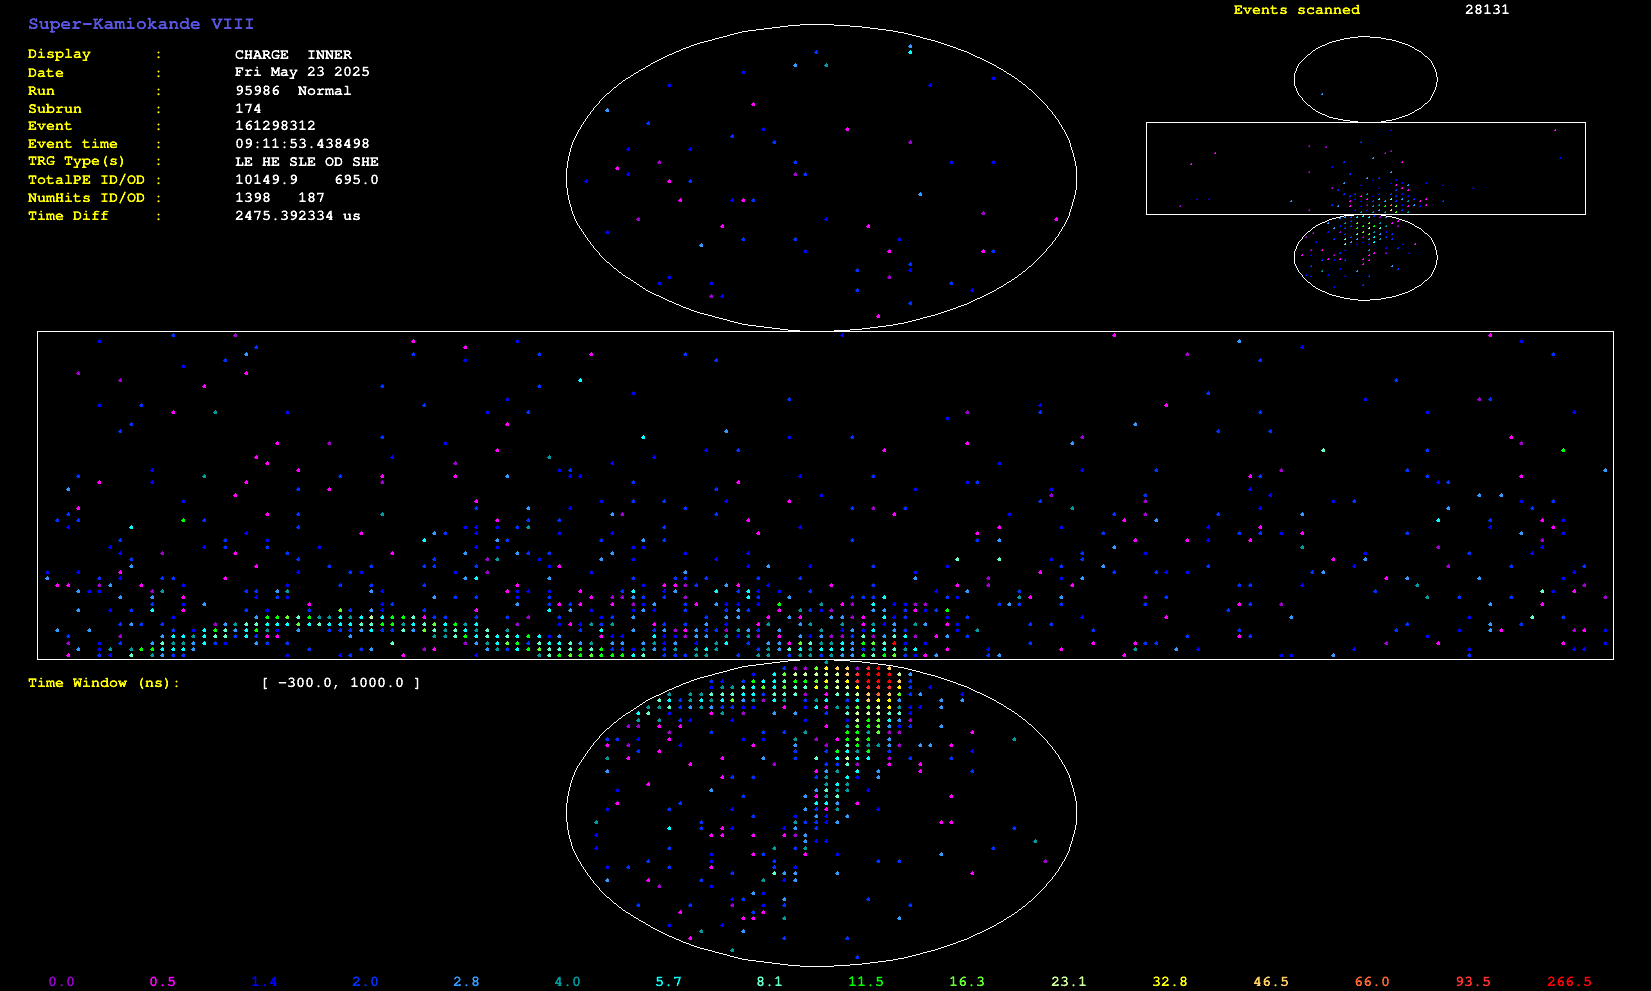 Super-Kamiokande VIII
Events scanned 28131
Display : CHARGE INNER
Date : Fri May 23 2025
Run : 95986 Normal
Subrun : 174
Event : 161298312
Event time : 09:11:53.438498
TRG Type(s) : LE HE SLE OD SHE
TotalPE ID/OD : 10149.9 695.0
NumHits ID/OD : 1398 187
Time Diff : 2475.392334 us
Time Window (ns): [ -300.0, 1000.0 ]
0.0 0.5 1.4 2.0 2.8 4.0 5.7 8.1 11.5 16.3 23.1 32.8 46.5 66.0 93.5 266.5